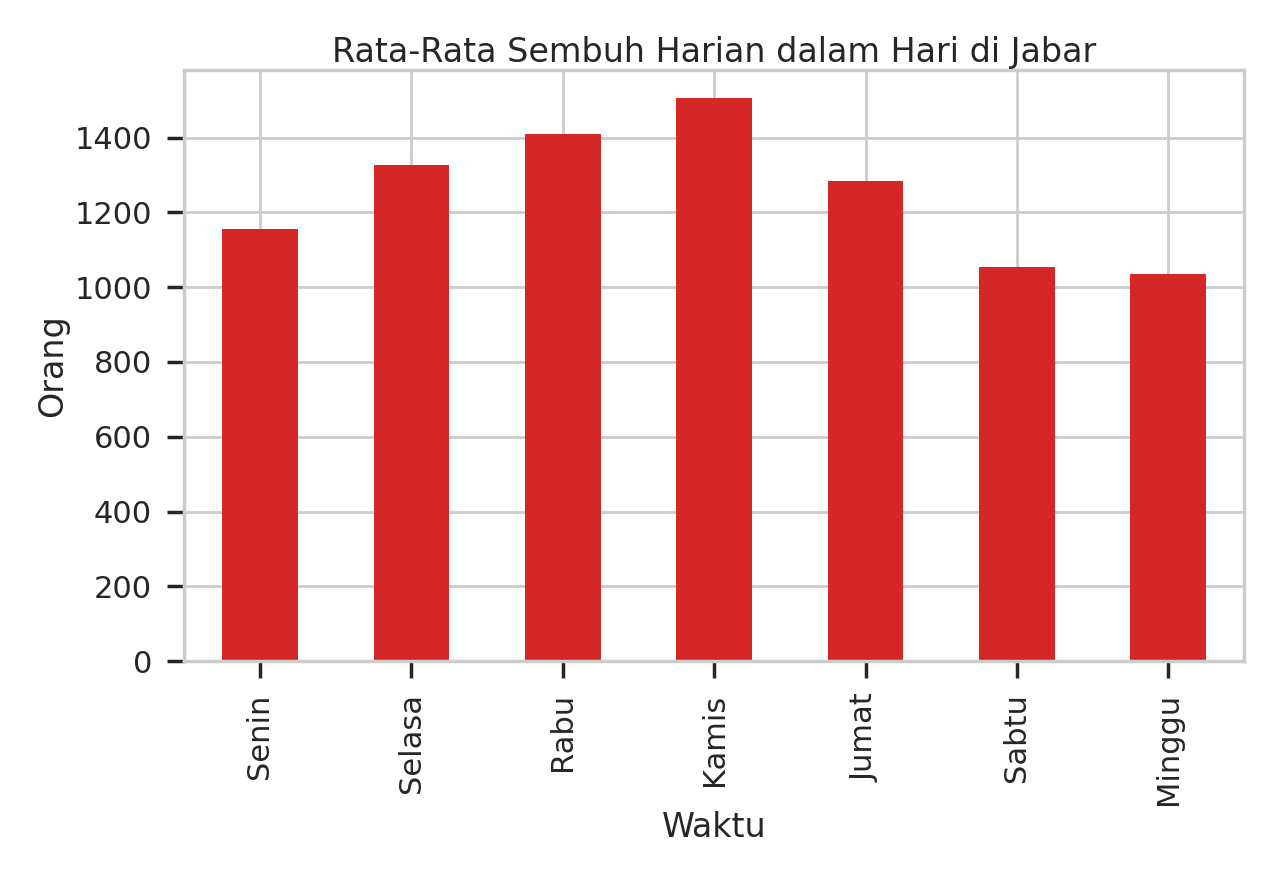 Rata-Rata Sembuh Harian dalam Hari di Jabar
Orang
1400
1200
1000
800
600
400
200
0
Senin
Selasa
Rabu
Kamis
Jumat
Sabtu
Minggu
Waktu